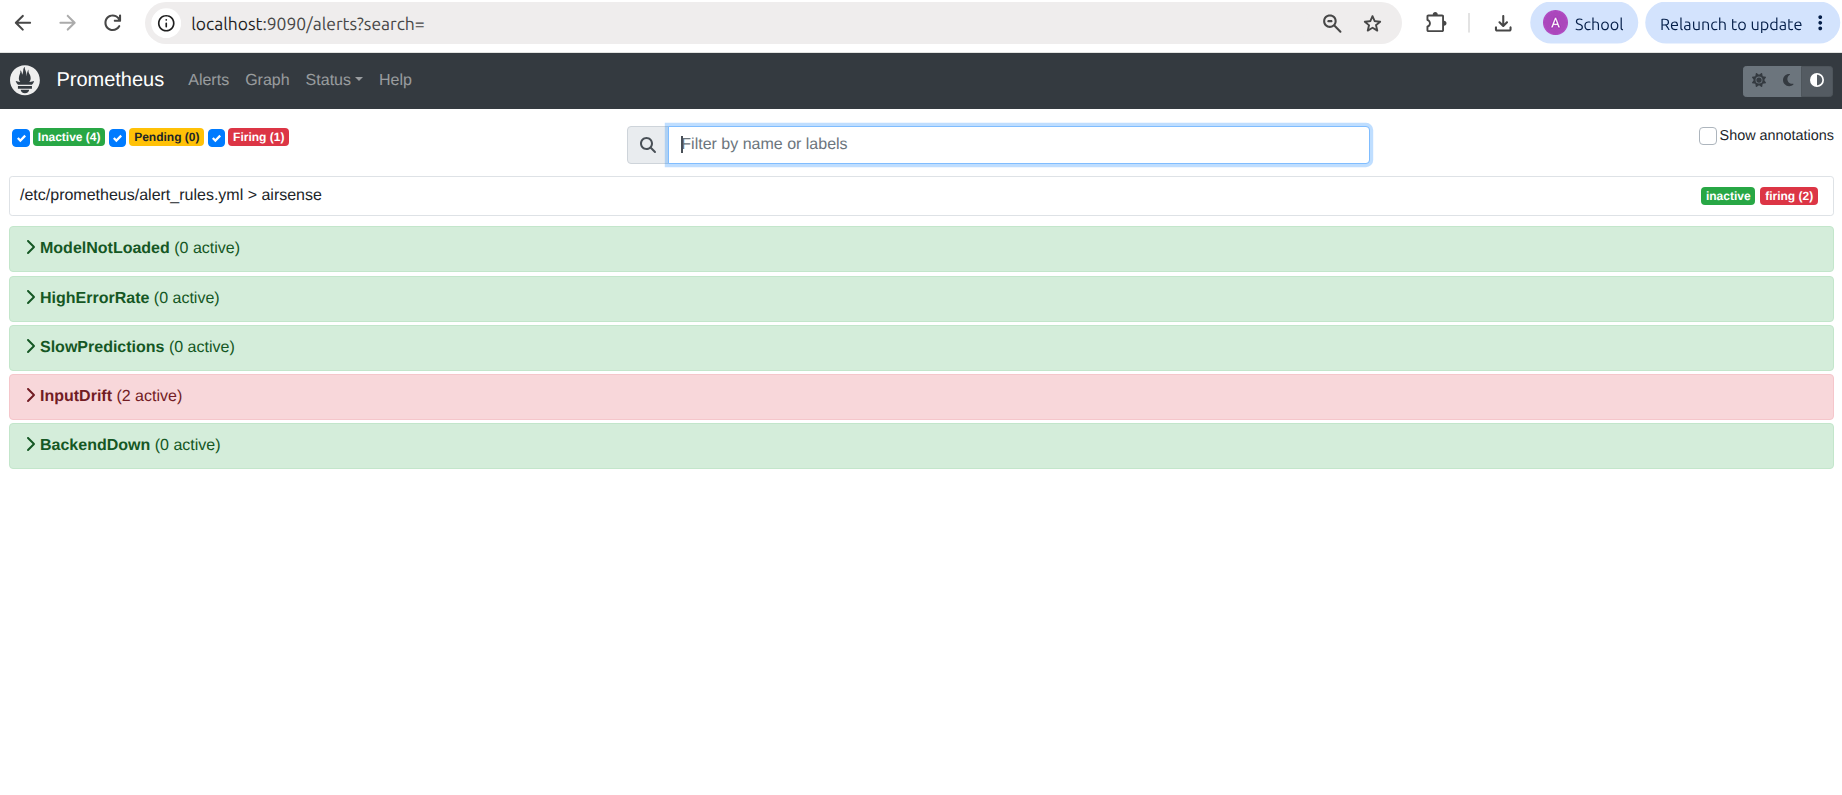 localhost:9090/alerts?search=
A School
Relaunch to update
Prometheus Alerts Graph Status Help
Inactive (4) Pending (0) Firing (1)
Filter by name or labels
Show annotations
/etc/prometheus/alert_rules.yml > airsense
inactive firing (2)
ModelNotLoaded (0 active)
HighErrorRate (0 active)
SlowPredictions (0 active)
InputDrift (2 active)
BackendDown (0 active)